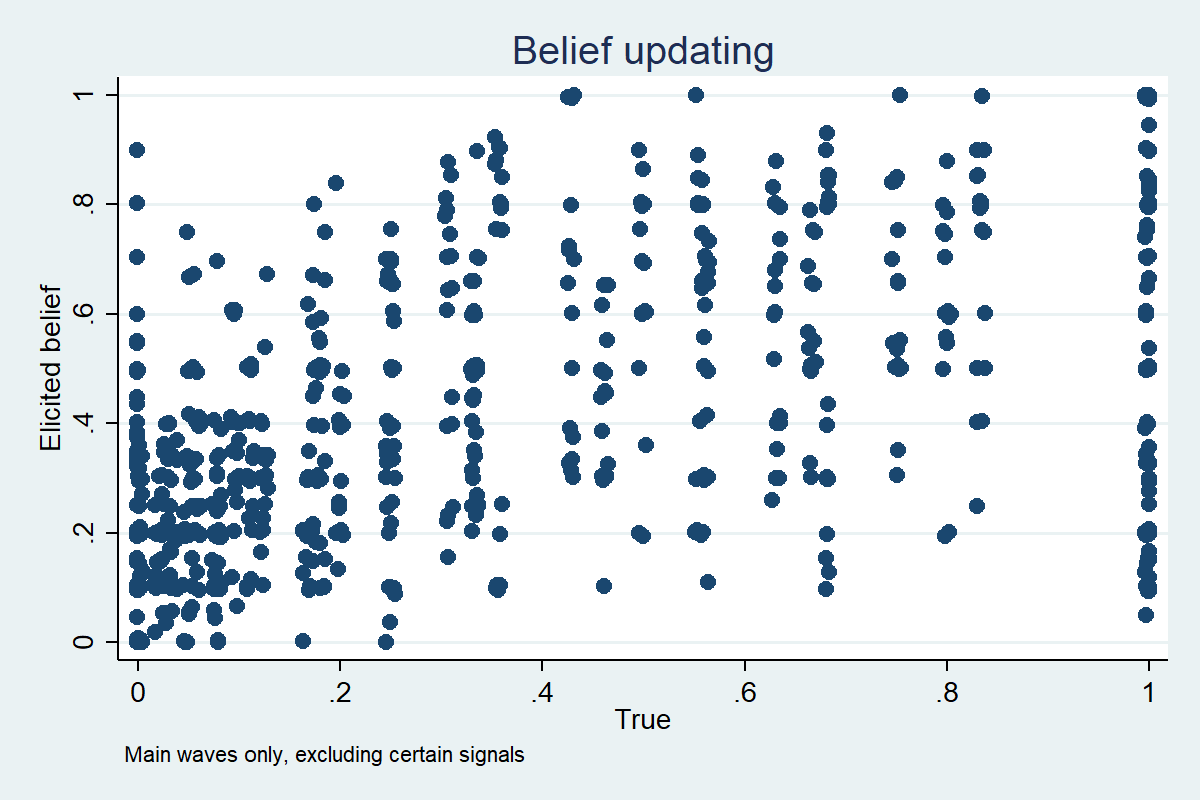 Belief updating
Elicited belief
1
.8
.6
.4
.2
0
0 .2 .4 .6 .8 1
True
Main waves only, excluding certain signals